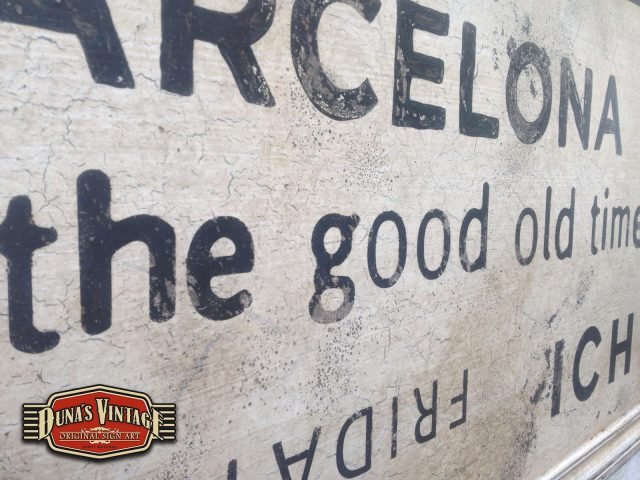 ARCELONA
the good old time
FRIDAY
ICH
DUNA'S VINTAGE
ORIGINAL SIGN ART